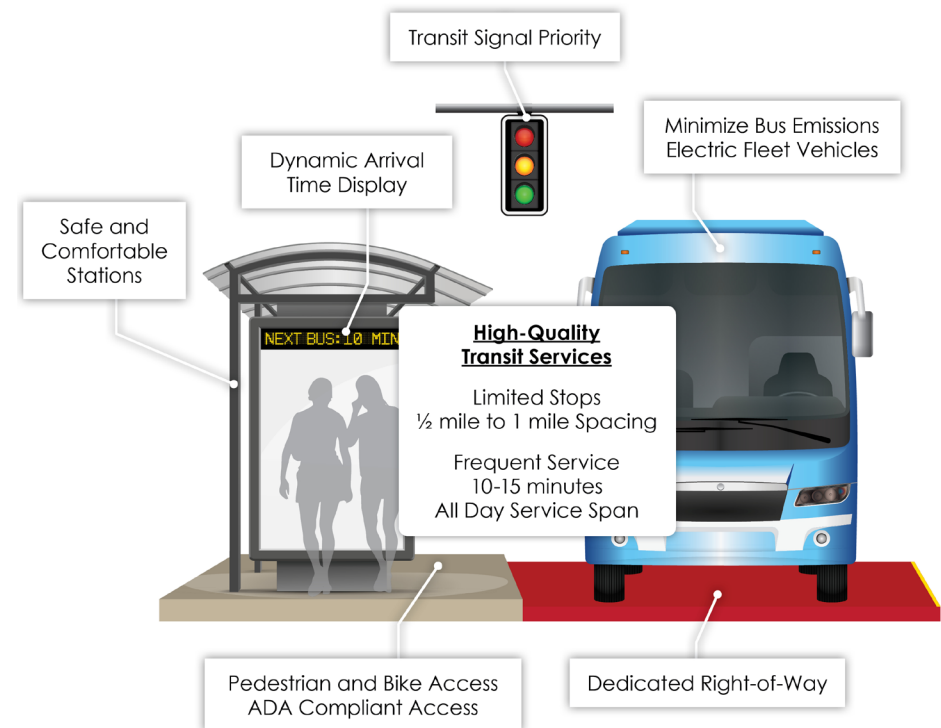 Transit Signal Priority
Minimize Bus Emissions
Electric Fleet Vehicles
Dynamic Arrival
Time Display
Safe and
Comfortable
Stations
NEXT BUS:10 MIN
High-Quality
Transit Services
Limited Stops
½ mile to 1 mile Spacing
Frequent Service
10-15 minutes
All Day Service Span
Pedestrian and Bike Access
ADA Compliant Access
Dedicated Right-of-Way